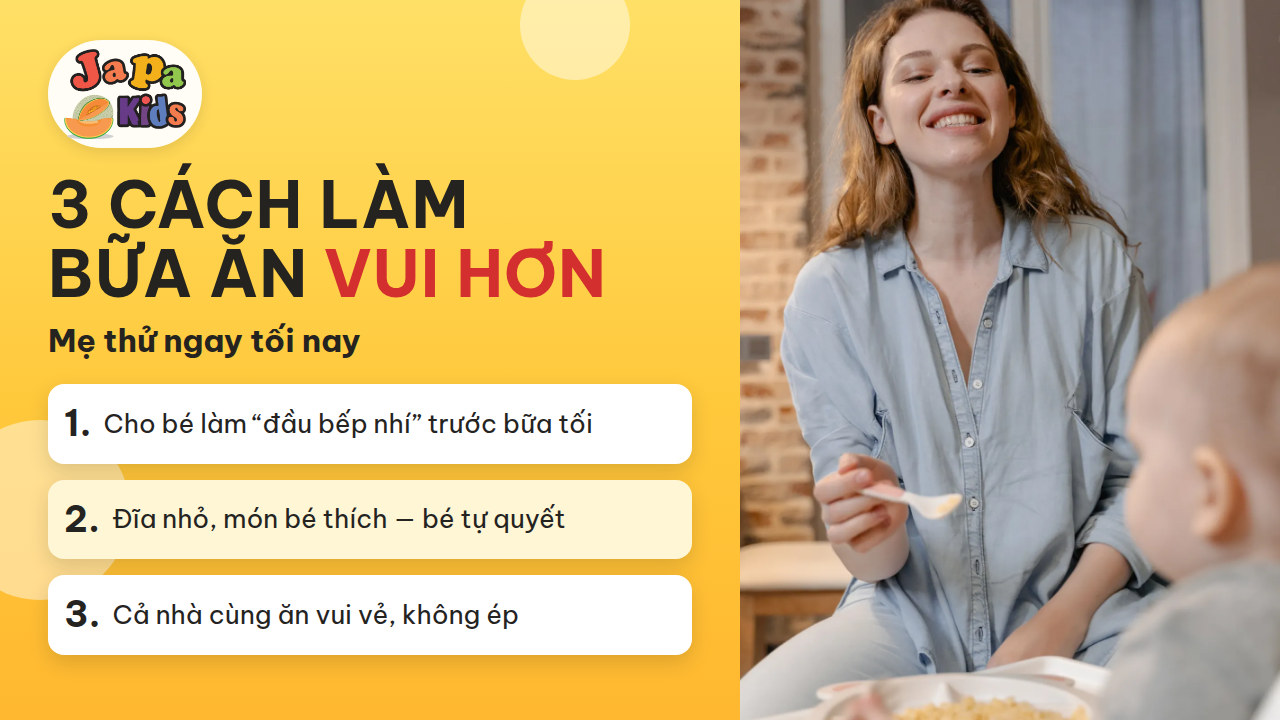 Japa
Kids
3 CÁCH LÀM
BỮA ĂN VUI HƠN
Mẹ thử ngay tối nay
1. Cho bé làm “đầu bếp nhí” trước bữa tối
2. Đĩa nhỏ, món bé thích — bé tự quyết
3. Cả nhà cùng ăn vui vẻ, không ép